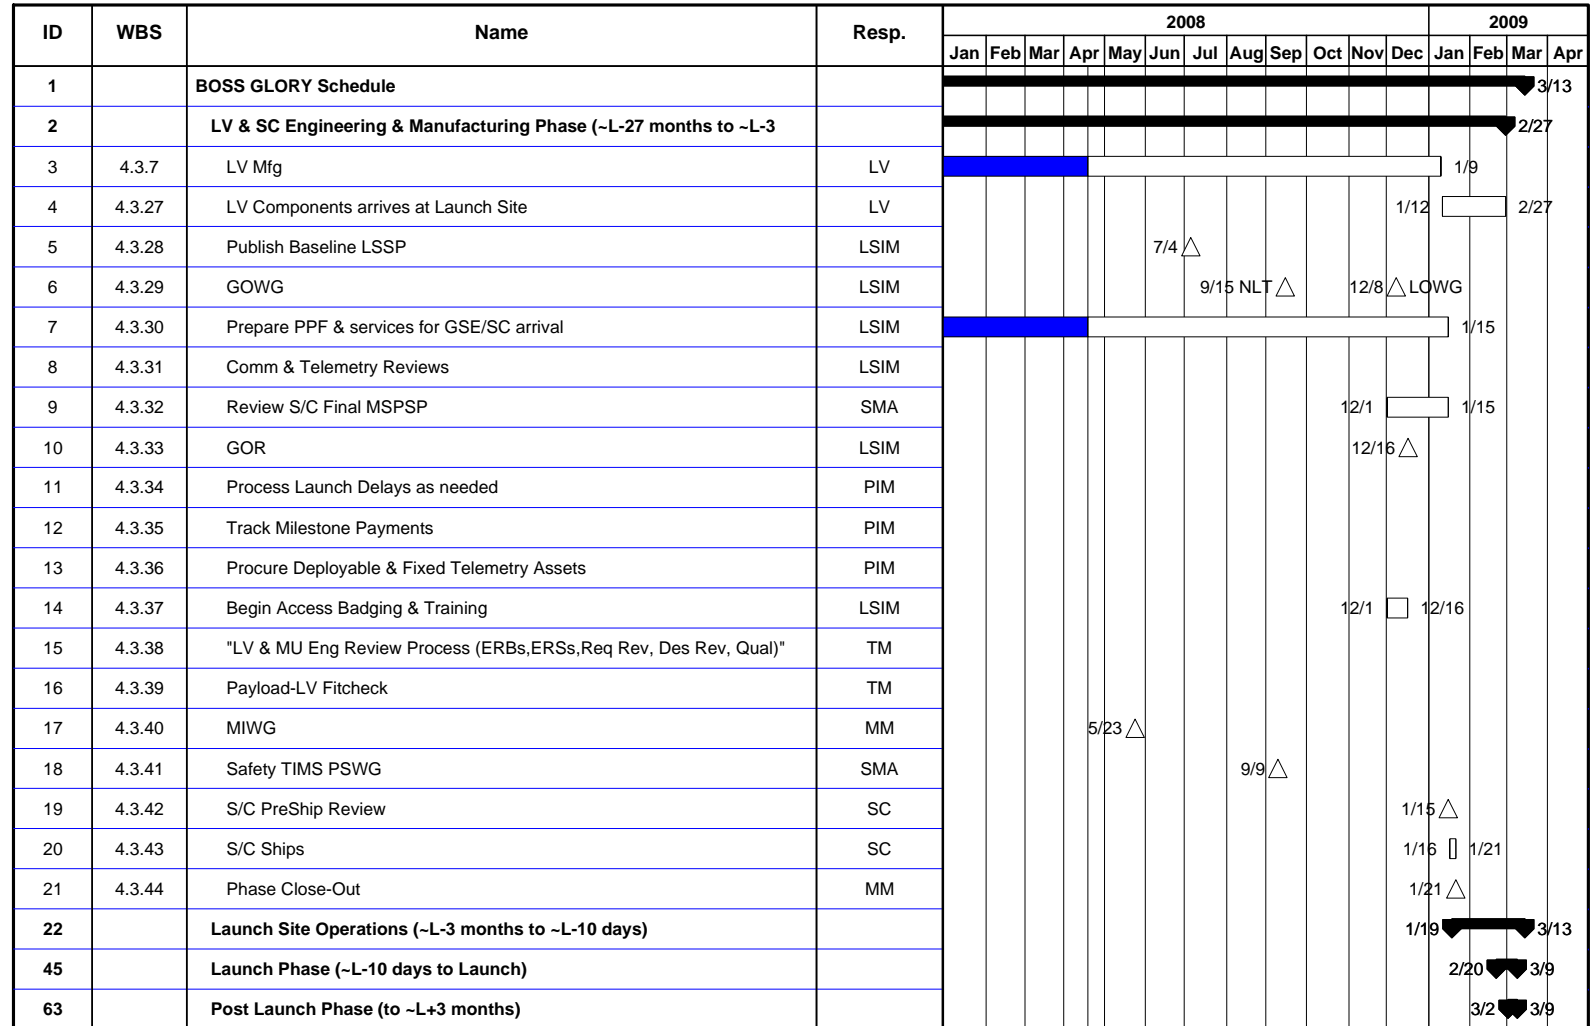 ID WBS Name Resp. 2008 2009
Jan Feb Mar Apr May Jun Jul Aug Sep Oct Nov Dec Jan Feb Mar Apr
1 BOSS GLORY Schedule 3/13
2 LV & SC Engineering & Manufacturing Phase (~L-27 months to ~L-3 2/27
3 4.3.7 LV Mfg LV 1/9
4 4.3.27 LV Components arrives at Launch Site LV 1/12 2/27
5 4.3.28 Publish Baseline LSSP LSIM 7/4
6 4.3.29 GOWG LSIM 9/15 NLT 12/8 LOWG
7 4.3.30 Prepare PPF & services for GSE/SC arrival LSIM 1/15
8 4.3.31 Comm & Telemetry Reviews LSIM
9 4.3.32 Review S/C Final MSPSP SMA 12/1 1/15
10 4.3.33 GOR LSIM 12/16
11 4.3.34 Process Launch Delays as needed PIM
12 4.3.35 Track Milestone Payments PIM
13 4.3.36 Procure Deployable & Fixed Telemetry Assets PIM
14 4.3.37 Begin Access Badging & Training LSIM 12/1 12/16
15 4.3.38 "LV & MU Eng Review Process (ERBs,ERSs,Req Rev, Des Rev, Qual)" TM
16 4.3.39 Payload-LV Fitcheck TM
17 4.3.40 MIWG MM 5/23
18 4.3.41 Safety TIMS PSWG SMA 9/9
19 4.3.42 S/C PreShip Review SC 1/15
20 4.3.43 S/C Ships SC 1/16 1/21
21 4.3.44 Phase Close-Out MM 1/21
22 Launch Site Operations (~L-3 months to ~L-10 days) 1/19 3/13
45 Launch Phase (~L-10 days to Launch) 2/20 3/9
63 Post Launch Phase (to ~L+3 months) 3/2 3/9